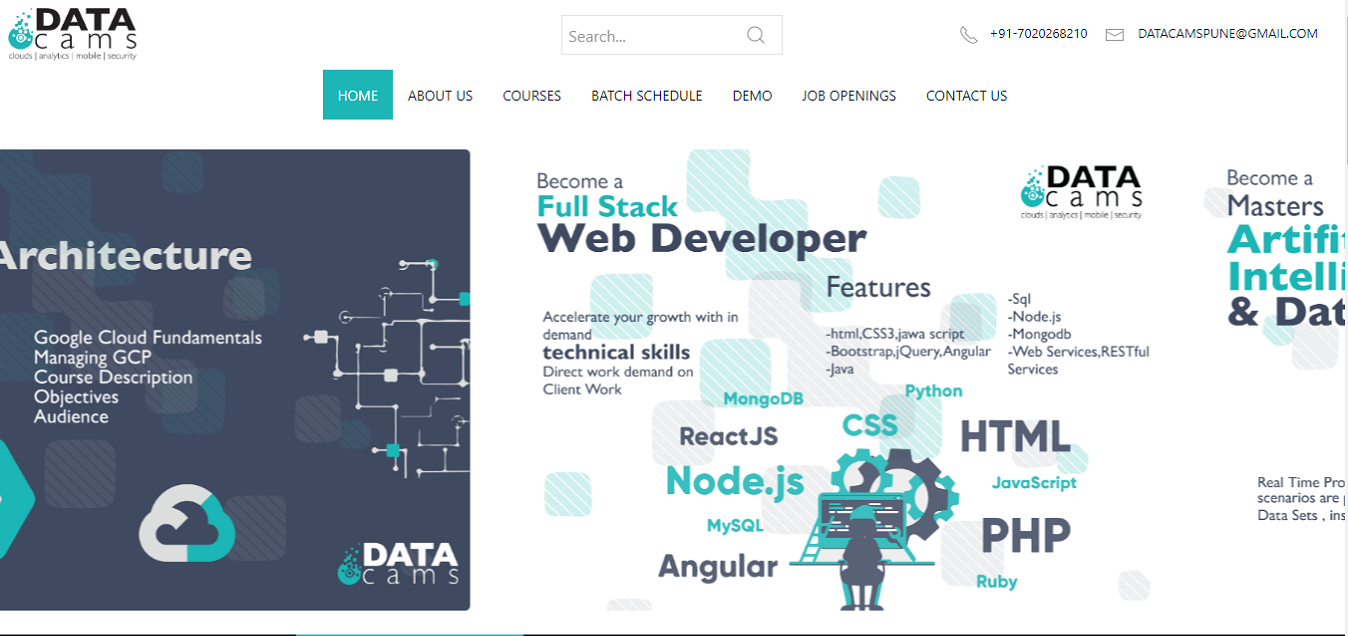 DATA
cams
clouds | analytics | mobile | security
Search...
+91-7020268210
DATACAMSPUNE@GMAIL.COM
HOME
ABOUT US
COURSES
BATCH SCHEDULE
DEMO
JOB OPENINGS
CONTACT US
Architecture
Google Cloud Fundamentals
Managing GCP
Course Description
Objectives
Audience
DATA
cams
Become a
Full Stack
Web Developer
DATA
cams
clouds | analytics | mobile | security
Accelerate your growth with in
demand
technical skills
Direct work demand on
Client Work
Features
-html,CSS3,jawa script
-Bootstrap,jQuery,Angular
-Java
-Sql
-Node.js
-Mongodb
-Web Services,RESTful
Services
MongoDB
Python
ReactJS
CSS
HTML
Node.js
JavaScript
MySQL
PHP
Angular
Ruby
Become a
Masters
Artifi
Intelli
& Dat
Real Time Pro
scenarios are
Data Sets , ins